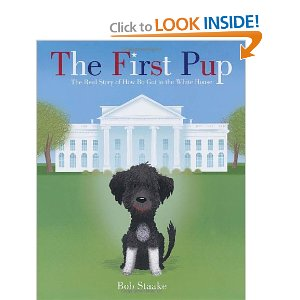 Click to LOOK INSIDE!
The First Pup
The Real Story of How Bo Got to the White House
Bob Staake